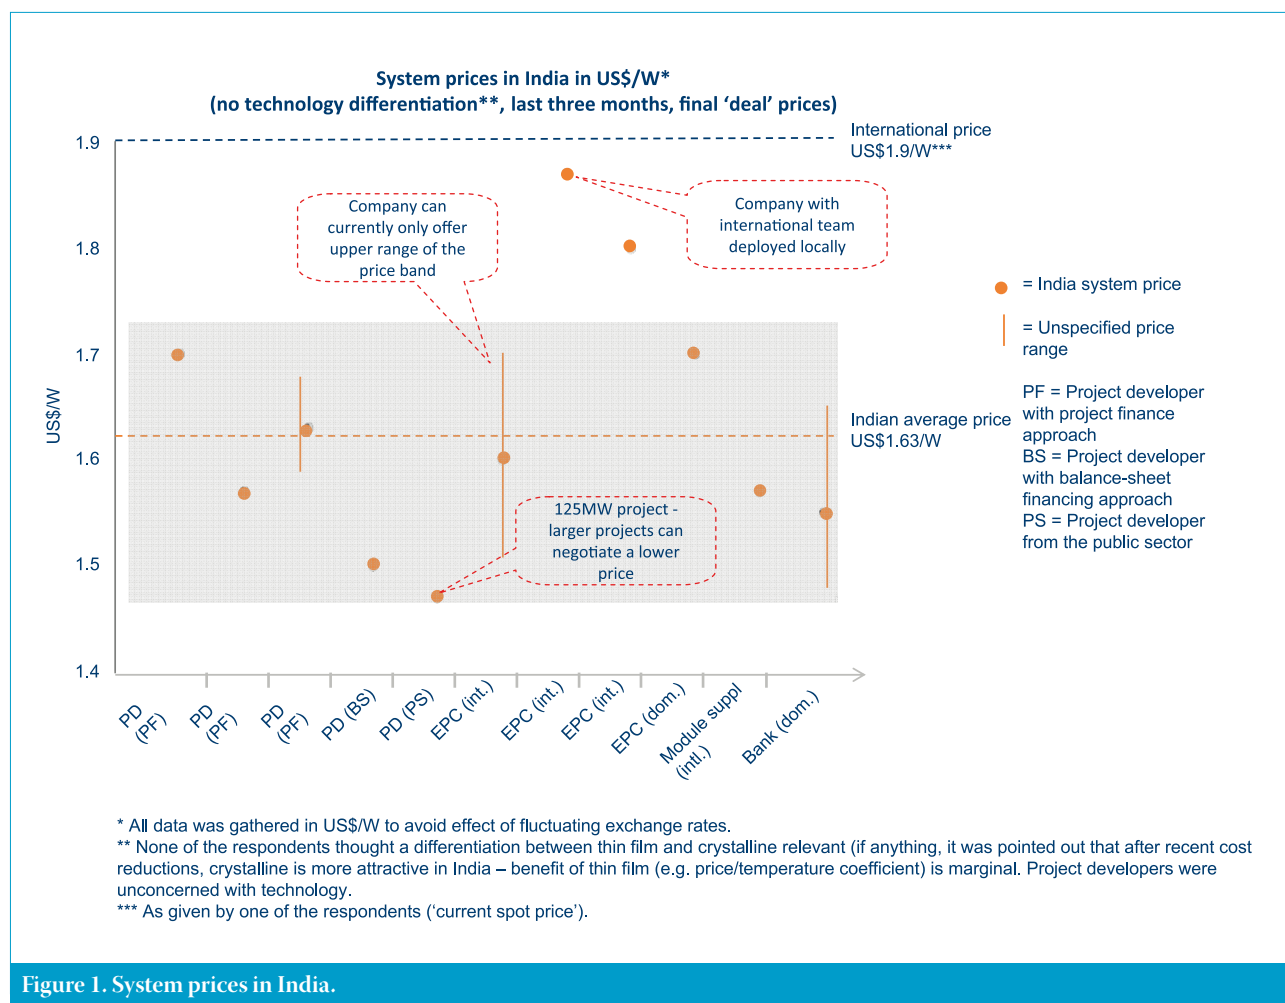 System prices in India in US$/W*
(no technology differentiation**, last three months, final ‘deal’ prices)
International price
US$1.9/W***
1.9
Company can
currently only offer
upper range of the
price band
Company with
international team
deployed locally
1.8
= India system price
= Unspecified price
range
1.7
US$/W
PF = Project developer
with project finance
approach
BS = Project developer
with balance-sheet
financing approach
PS = Project developer
from the public sector
Indian average price
US$1.63/W
1.6
125MW project -
larger projects can
negotiate a lower
price
1.5
1.4
PD
(PF)
PD
(PF)
PD
(PF)
PD (BS)
PD (PS)
EPC (int.)
EPC (int.)
EPC (int.)
EPC (dom.)
Module suppl
(intl.)
Bank (dom.)
* All data was gathered in US$/W to avoid effect of fluctuating exchange rates.
** None of the respondents thought a differentiation between thin film and crystalline relevant (if anything, it was pointed out that after recent cost
reductions, crystalline is more attractive in India – benefit of thin film (e.g. price/temperature coefficient) is marginal. Project developers were
unconcerned with technology.
*** As given by one of the respondents (‘current spot price’).
Figure 1. System prices in India.